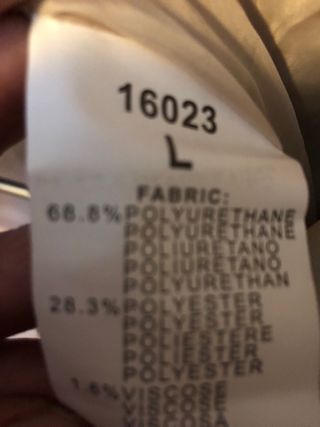 16023
L
FABRIC:
68.8% POLYURETHANE
POLYURETHANE
POLIURETANO
POLIURETANO
POLYURETHAN
28.3% POLYESTER
POLYESTER
POLIESTERE
POLIESTER
POLYESTER
1.6% VISCOSE
VISCOSE
VISCOSA